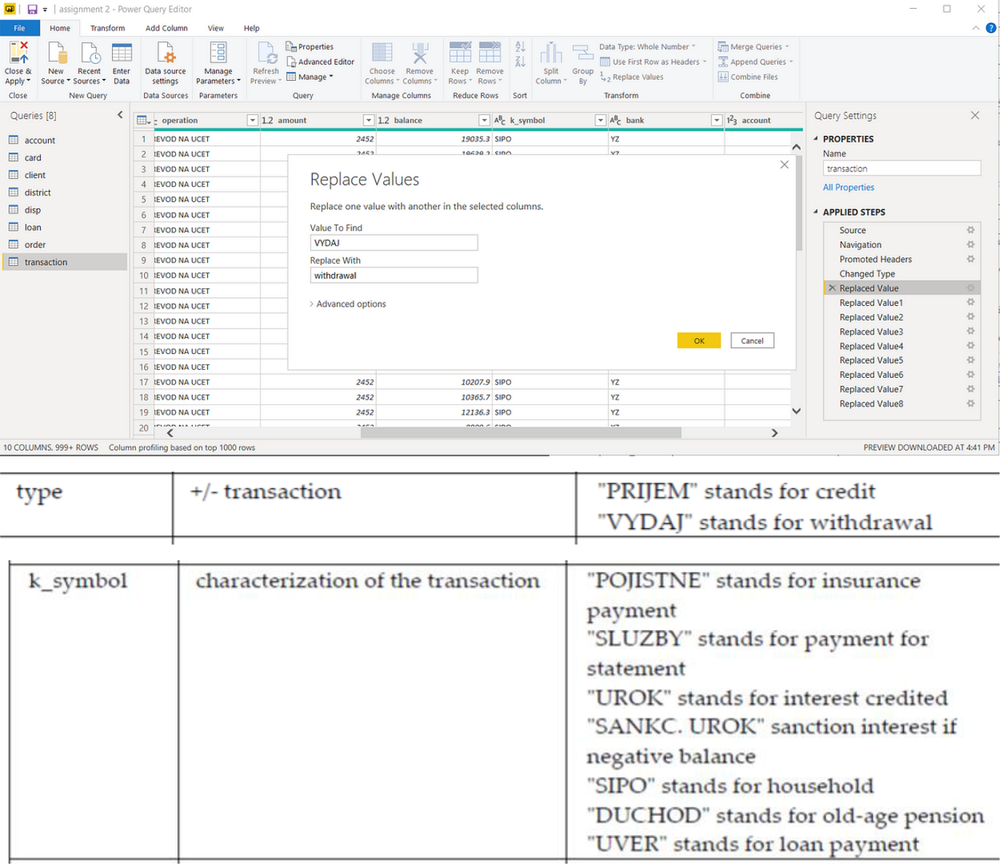 assignment 2 - Power Query Editor
File Home Transform Add Column View Help
Close & Apply
New Source
Recent Sources
Enter Data
Data source settings
Manage Parameters
Refresh Preview
Properties
Advanced Editor
Manage
Choose Columns
Remove Columns
Keep Rows
Remove Rows
Split Column
Group By
Data Type: Whole Number
Use First Row as Headers
Replace Values
Merge Queries
Append Queries
Combine Files
Close New Query Data Sources Parameters Query Manage Columns Reduce Rows Sort Transform Combine
Queries [8]
account
card
client
district
disp
loan
order
transaction
operation 1.2 amount 1.2 balance ABC k_symbol ABC bank 123 account
1 REVOD NA UCET 2452 19035.3 SIPO YZ
2 REVOD NA UCET 2452 19629.2 SIPO YZ
3 REVOD NA UCET
4 REVOD NA UCET
5 REVOD NA UCET
6 REVOD NA UCET
7 REVOD NA UCET
8 REVOD NA UCET
9 REVOD NA UCET
10 REVOD NA UCET
11 REVOD NA UCET
12 REVOD NA UCET
13 REVOD NA UCET
14 REVOD NA UCET
15 REVOD NA UCET
16 REVOD NA UCET
17 REVOD NA UCET 2452 10207.9 SIPO YZ
18 REVOD NA UCET 2452 10365.7 SIPO YZ
19 REVOD NA UCET 2452 12136.3 SIPO YZ
20
Replace Values
Replace one value with another in the selected columns.
Value To Find
VYDAJ
Replace With
withdrawal
Advanced options
OK Cancel
Query Settings
PROPERTIES
Name
transaction
All Properties
APPLIED STEPS
Source
Navigation
Promoted Headers
Changed Type
Replaced Value
Replaced Value1
Replaced Value2
Replaced Value3
Replaced Value4
Replaced Value5
Replaced Value6
Replaced Value7
Replaced Value8
10 COLUMNS, 999+ ROWS Column profiling based on top 1000 rows PREVIEW DOWNLOADED AT 4:41 PM
type +/- transaction "PRIJEM" stands for credit
"VYDAJ" stands for withdrawal
k_symbol characterization of the transaction "POJISTNE" stands for insurance
payment
"SLUZBY" stands for payment for
statement
"UROK" stands for interest credited
"SANKC. UROK" sanction interest if
negative balance
"SIPO" stands for household
"DUCHOD" stands for old-age pension
"UVER" stands for loan payment